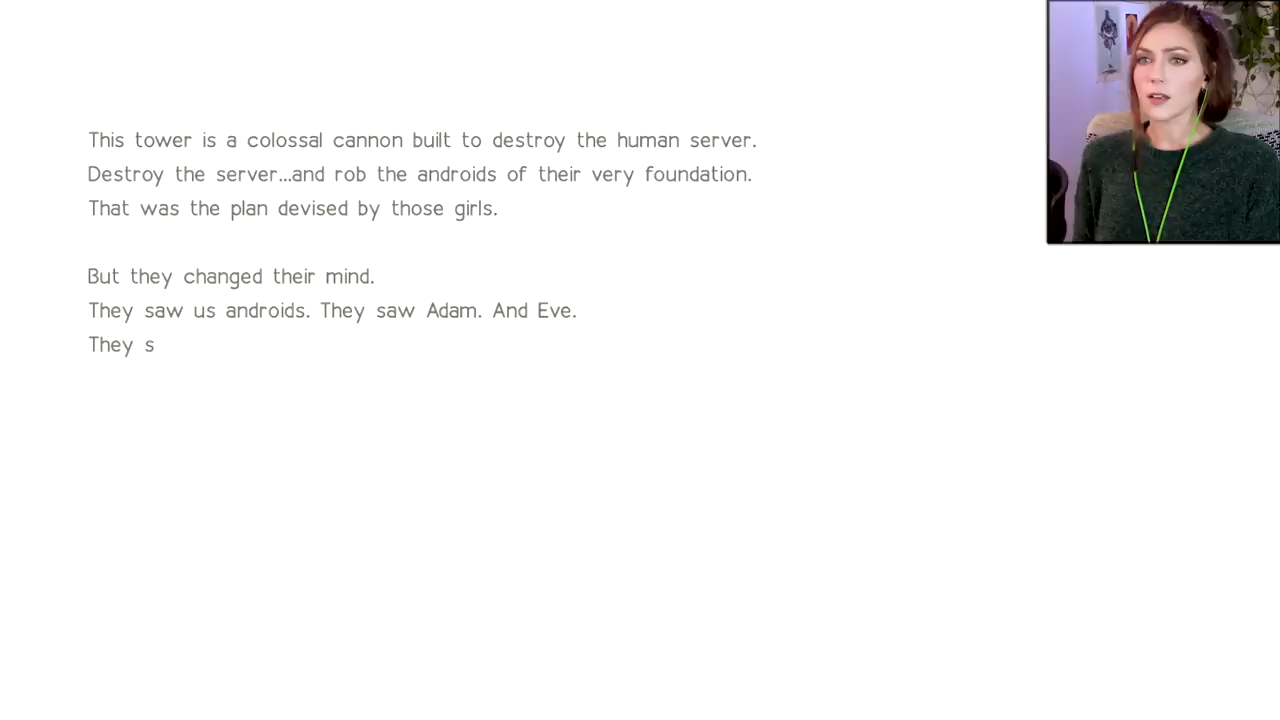 This tower is a colossal cannon built to destroy the human server.
Destroy the server...and rob the androids of their very foundation.
That was the plan devised by those girls.
But they changed their mind.
They saw us androids. They saw Adam. And Eve.
They s